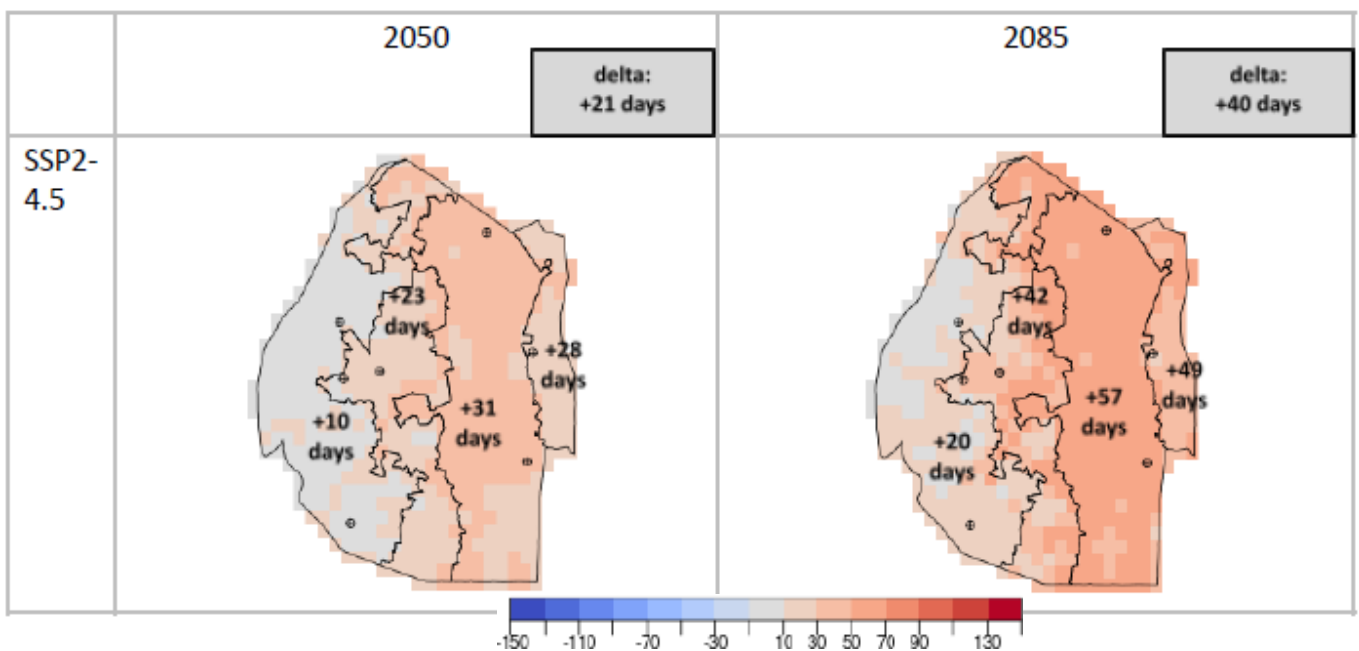 2050
2085
delta:
+21 days
delta:
+40 days
SSP2-
4.5
+23
days
+28
days
+10
days
+31
days
+42
days
+49
days
+57
days
+20
days
-150 -110 -70 -30 10 30 50 70 90 130